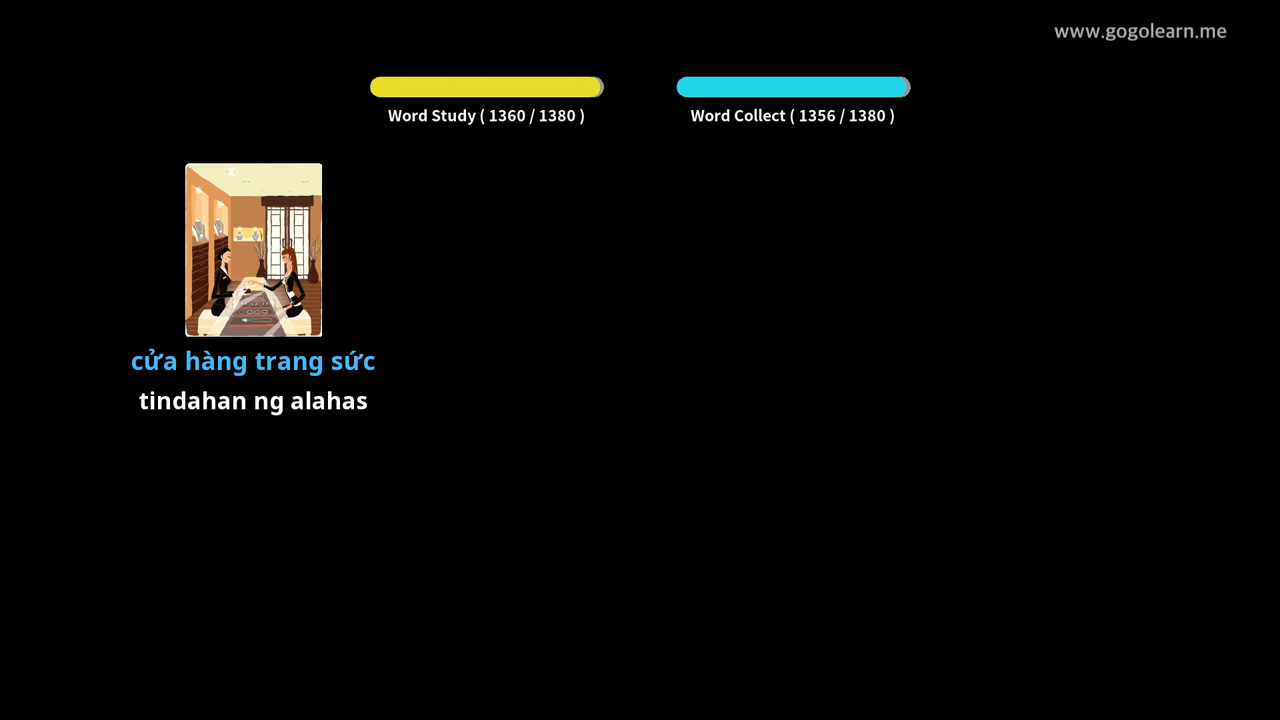 www.gogolearn.me
Word Study ( 1360 / 1380 )
Word Collect ( 1356 / 1380 )
cửa hàng trang sức
tindahan ng alahas